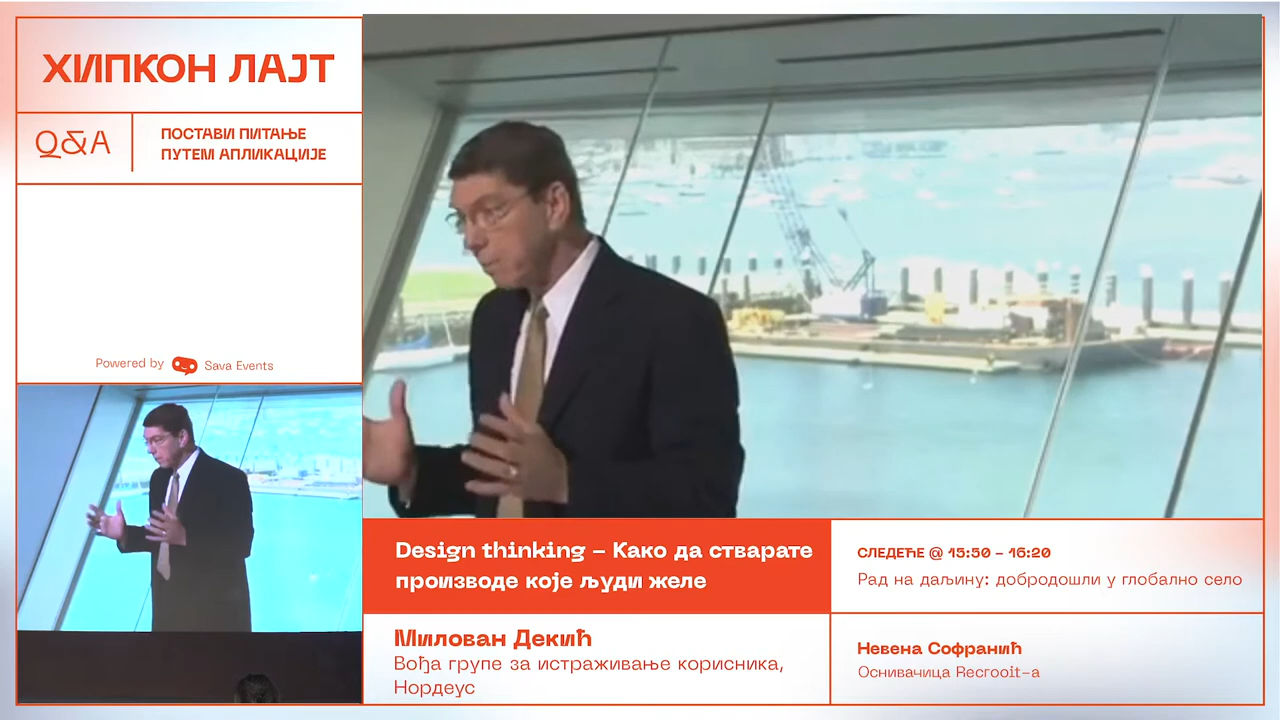 ХИПКОН ЛАЈТ
Q&A
ПОСТАВИ ПИТАЊЕ
ПУТЕМ АПЛИКАЦИЈЕ
Powered by Sava Events
Design thinking – Како да стварате
производе које људи желе
Милован Декић
Вођа групе за истраживање корисника,
Нордеус
СЛЕДЕЋЕ @ 15:50 – 16:20
Рад на даљину: добродошли у глобално село
Невена Софранић
Оснивачица Recrooit-а